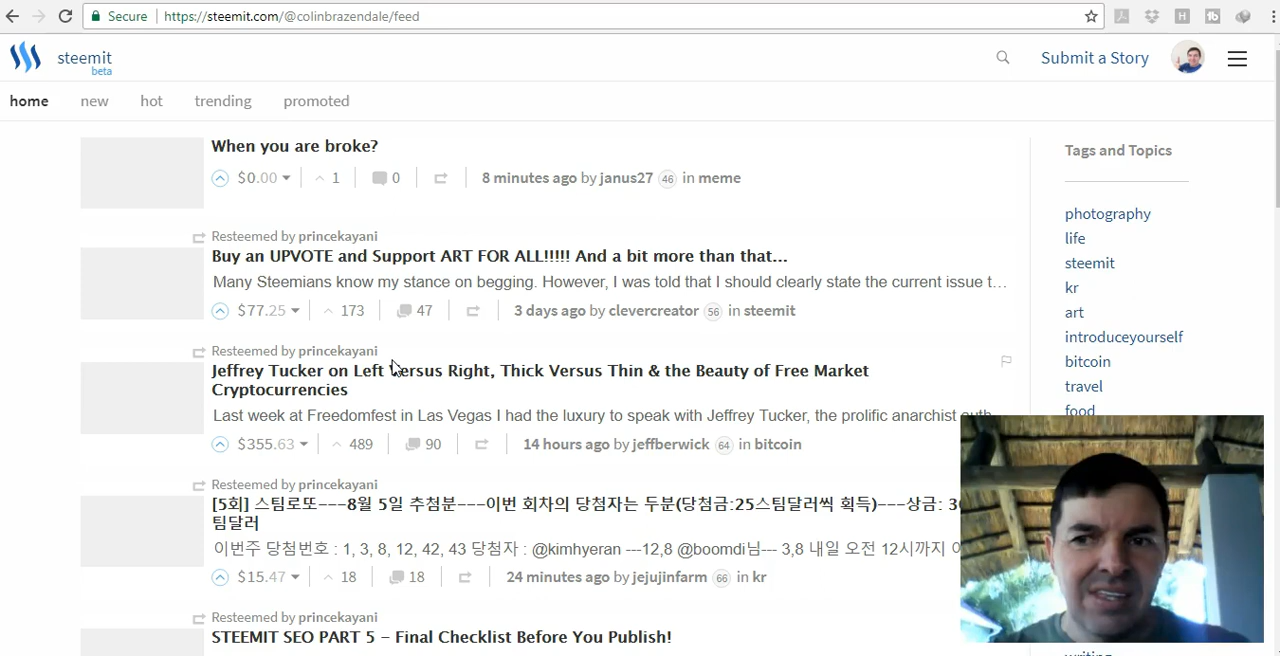 Secure | https://steemit.com/@colinbrazendale/feed
steemit
beta
Submit a Story
home new hot trending promoted
When you are broke?
$0.00 1 0 8 minutes ago by janus27 46 in meme
Resteemed by princekayani
Buy an UPVOTE and Support ART FOR ALL!!!!! And a bit more than that...
Many Steemians know my stance on begging. However, I was told that I should clearly state the current issue t...
$77.25 173 47 3 days ago by clevercreator 56 in steemit
Resteemed by princekayani
Jeffrey Tucker on Left Versus Right, Thick Versus Thin & the Beauty of Free Market
Cryptocurrencies
Last week at Freedomfest in Las Vegas I had the luxury to speak with Jeffrey Tucker, the prolific anarchist
$355.63 489 90 14 hours ago by jeffberwick 64 in bitcoin
Resteemed by princekayani
[5회] 스팀로또---8월 5일 추첨분---이번 회차의 당첨자는 두분(당첨금:25스팀달러씩 획득)---상금:
팀달러
이번주 당첨번호 : 1, 3, 8, 12, 42, 43 당첨자 : @kimhyeran ---12,8 @boomdi님--- 3,8 내일 오전 12시까지
$15.47 18 18 24 minutes ago by jejujinfarm 66 in kr
Resteemed by princekayani
STEEMIT SEO PART 5 – Final Checklist Before You Publish!
Tags and Topics
photography
life
steemit
kr
art
introduceyourself
bitcoin
travel
food